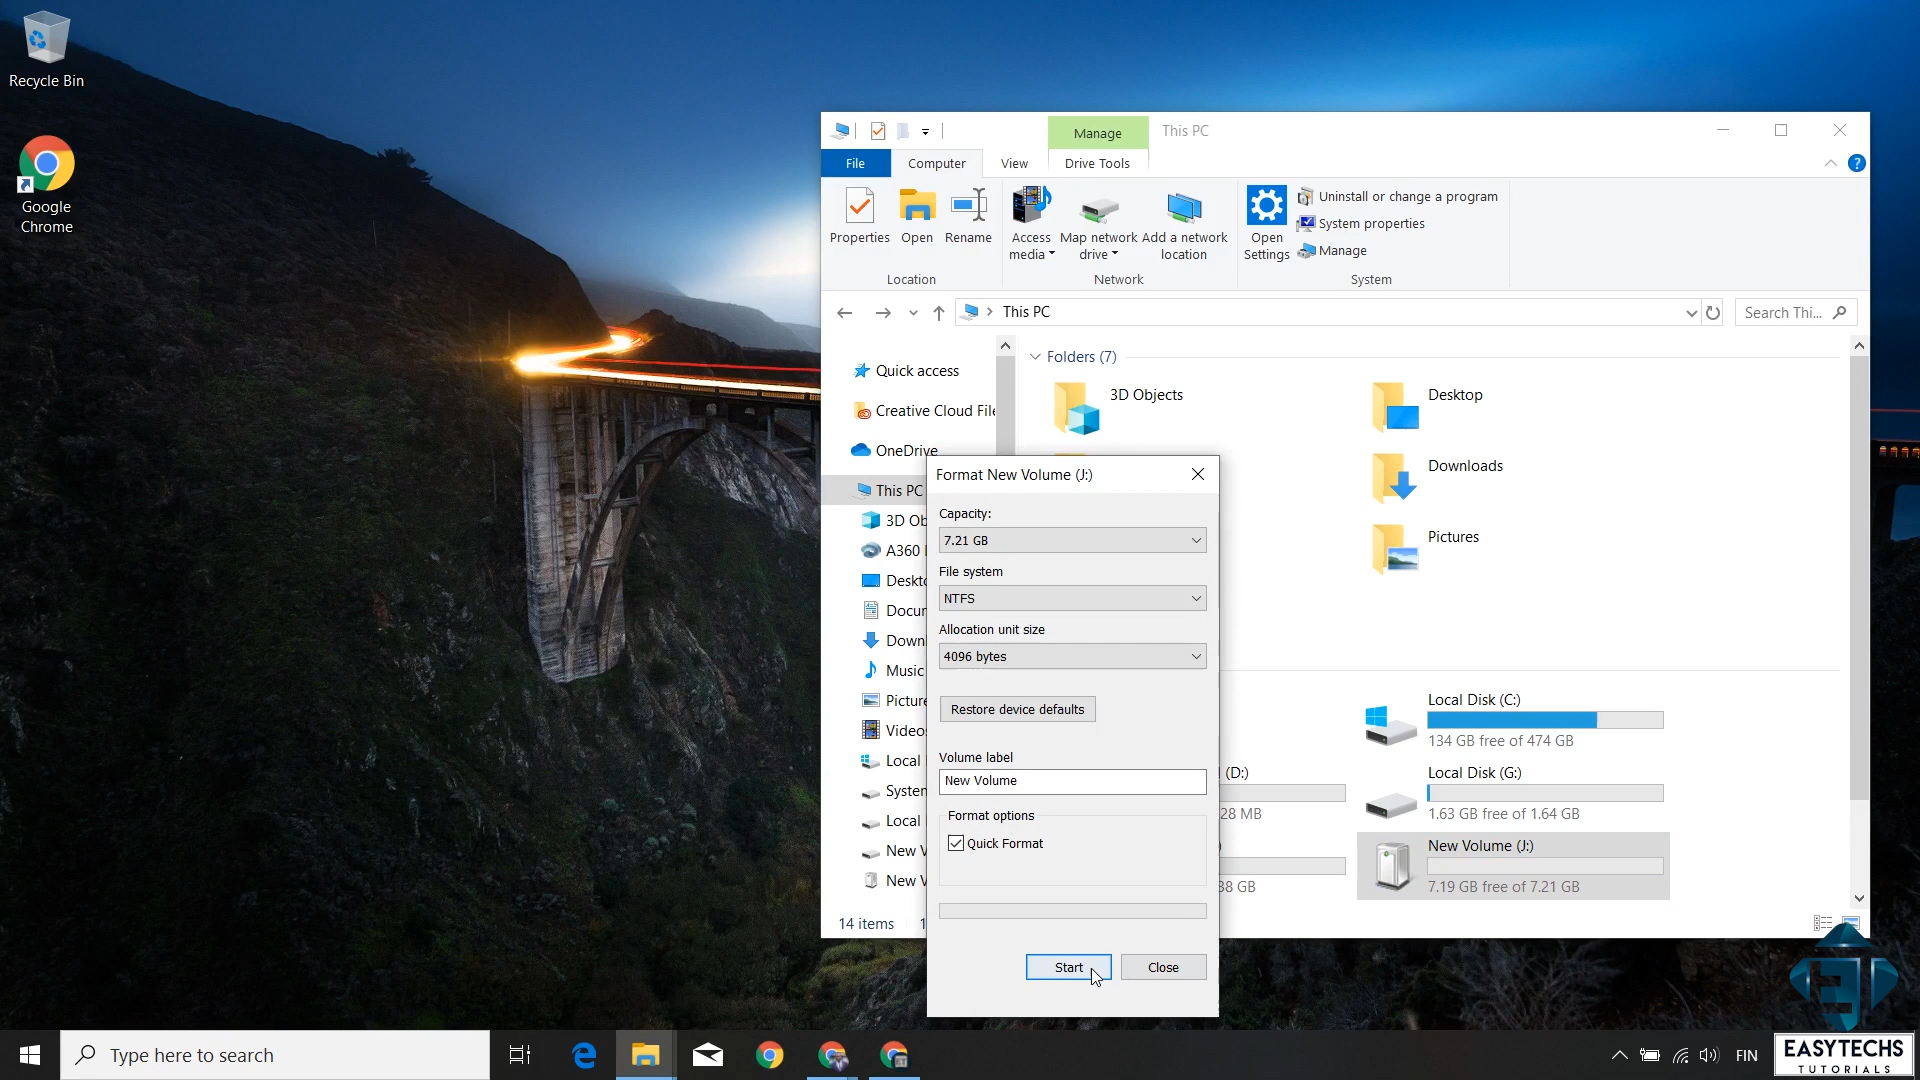 Recycle Bin
Google
Chrome
Manage
This PC
File
Computer
View
Drive Tools
Properties
Open
Rename
Access
media
Map network
drive
Add a network
location
Open
Settings
Uninstall or change a program
System properties
Manage
Location
Network
System
This PC
Search Thi...
Quick access
Creative Cloud File
OneDrive
This PC
3D Ob
A360
Deskto
Docun
Down
Music
Picture
Videos
Local
System
Local
New V
New V
14 items
Folders (7)
3D Objects
Desktop
Downloads
Pictures
Local Disk (C:)
134 GB free of 474 GB
(D:)
28 MB
Local Disk (G:)
1.63 GB free of 1.64 GB
38 GB
New Volume (J:)
7.19 GB free of 7.21 GB
Format New Volume (J:)
Capacity:
7.21 GB
File system
NTFS
Allocation unit size
4096 bytes
Restore device defaults
Volume label
New Volume
Format options
Quick Format
Start
Close
Type here to search
FIN
EASYTECHS
TUTORIALS